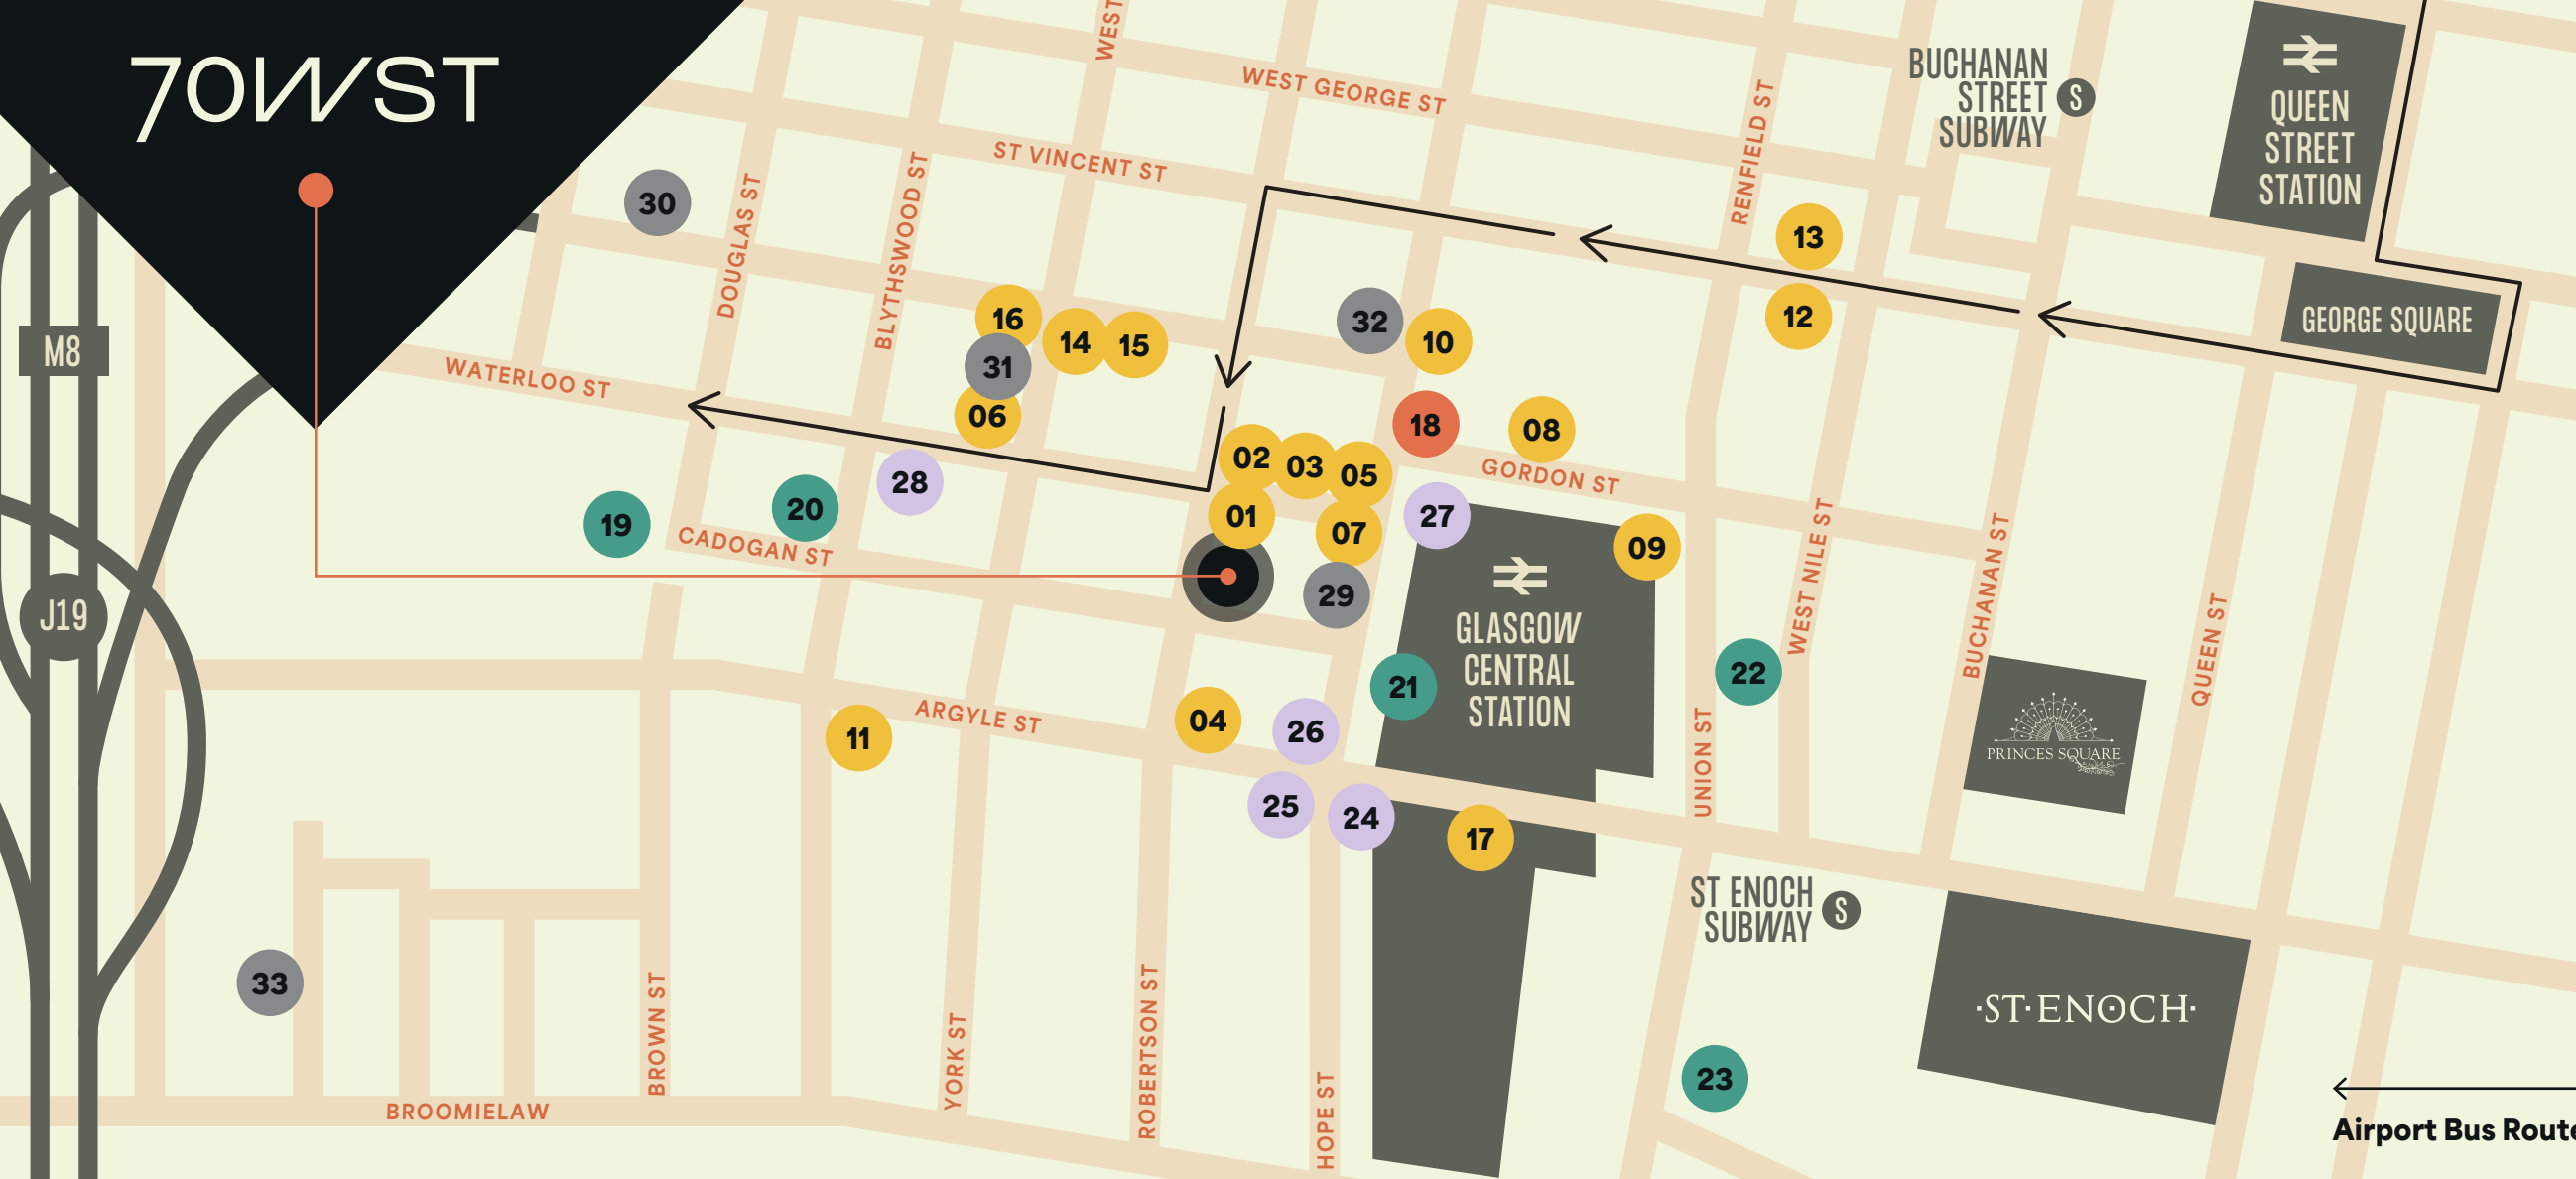 70WST
WEST
WEST GEORGE ST
BUCHANAN
STREET
SUBWAY
S
QUEEN
STREET
STATION
ST VINCENT ST
RENFIELD ST
DOUGLAS ST
BLYTHSWOOD ST
30
13
12
GEORGE SQUARE
16
14
15
32
10
M8
31
WATERLOO ST
06
18
08
02
03
05
GORDON ST
28
20
19
01
07
27
09
CADOGAN ST
WEST NILE ST
BUCHANAN ST
QUEEN ST
29
J19
GLASGOW
CENTRAL
STATION
21
22
ARGYLE ST
04
26
11
UNION ST
PRINCES SQUARE
25
24
17
ST ENOCH
SUBWAY
S
33
BROWN ST
YORK ST
ROBERTSON ST
HOPE ST
·ST·ENOCH·
23
BROOMIELAW
Airport Bus Route